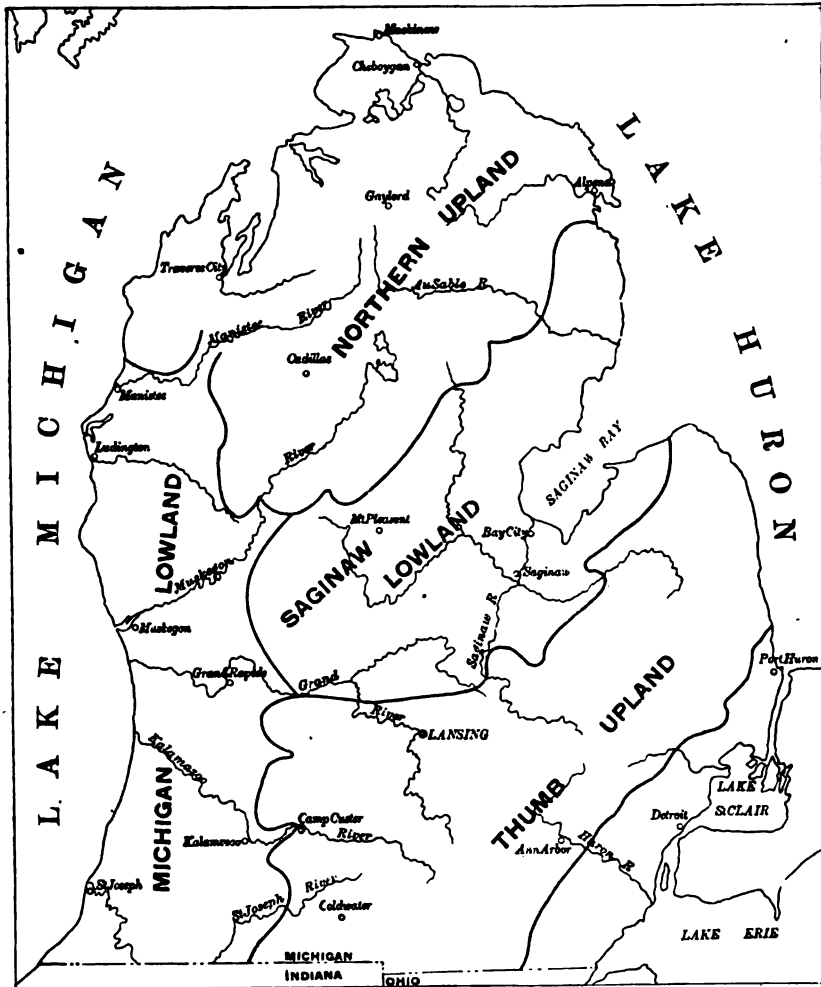 Mackinaw
Cheboygan
LAKE HURON
Alpena
Gaylord
NORTHERN UPLAND
LAKE MICHIGAN
Traverse City
AuSable R.
Manistee River
Cadillac
Manistee
Ludington
River
SAGINAW BAY
LOWLAND
Mt Pleasant
SAGINAW LOWLAND
Bay City
Muskegon
Saginaw
Muskegon
Saginaw R
Grand Rapids
Grand
River
UPLAND
Port Huron
LANSING
Kalamazoo
MICHIGAN
THUMB
LAKE
St.CLAIR
Detroit
Camp Custer
River
Kalamazoo
Ann Arbor
Huron R.
St Joseph
River
St. Joseph
Coldwater
LAKE ERIE
MICHIGAN
INDIANA
OHIO